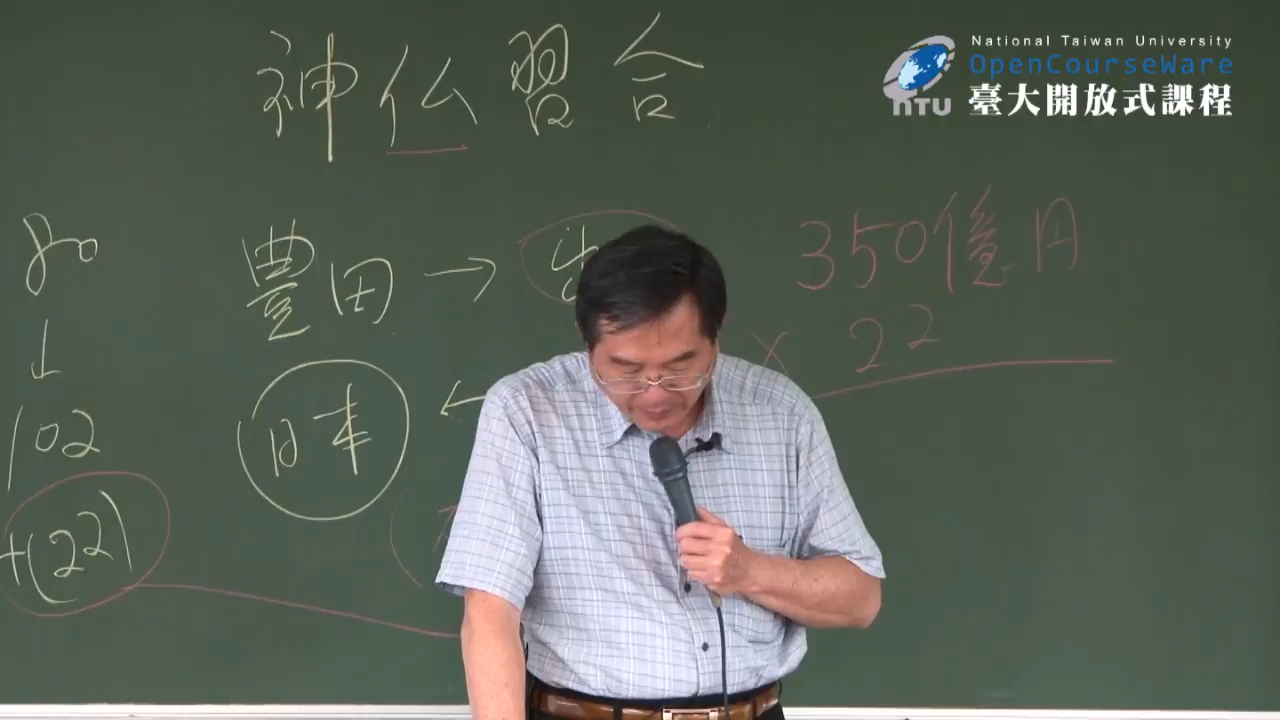 神仏習合
National Taiwan University
OpenCourseWare
NTU
臺大開放式課程
80
↓
102
+(22)
豊田 →
日本 ←
350億円
× 22